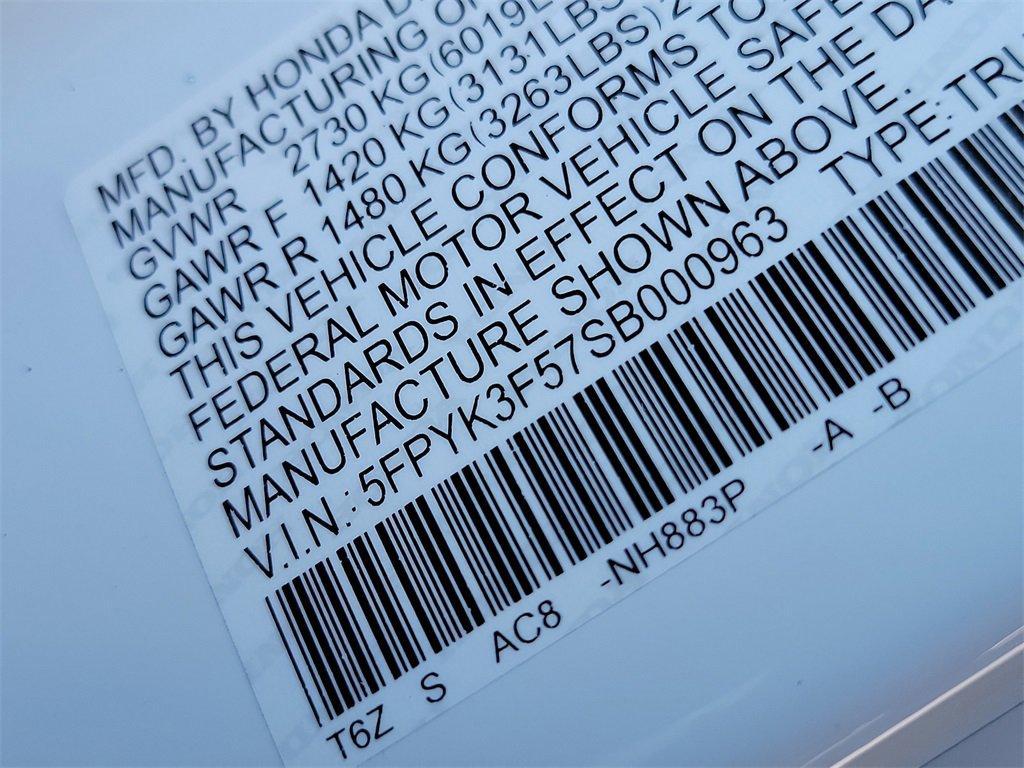 MFD. BY HONDA D
MANUFACTURING OF
GVWR 2730 KG(6019L
GAWR F 1420 KG(3131LBS
GAWR R 1480 KG(3263LBS)
THIS VEHICLE CONFORMS TO
FEDERAL MOTOR VEHICLE SAFE
STANDARDS IN EFFECT ON THE DA
MANUFACTURE SHOWN ABOVE.
V.I.N.: 5FPYK3F57SB000963 TYPE: TRU
T6Z S AC8 -NH883P -A -B